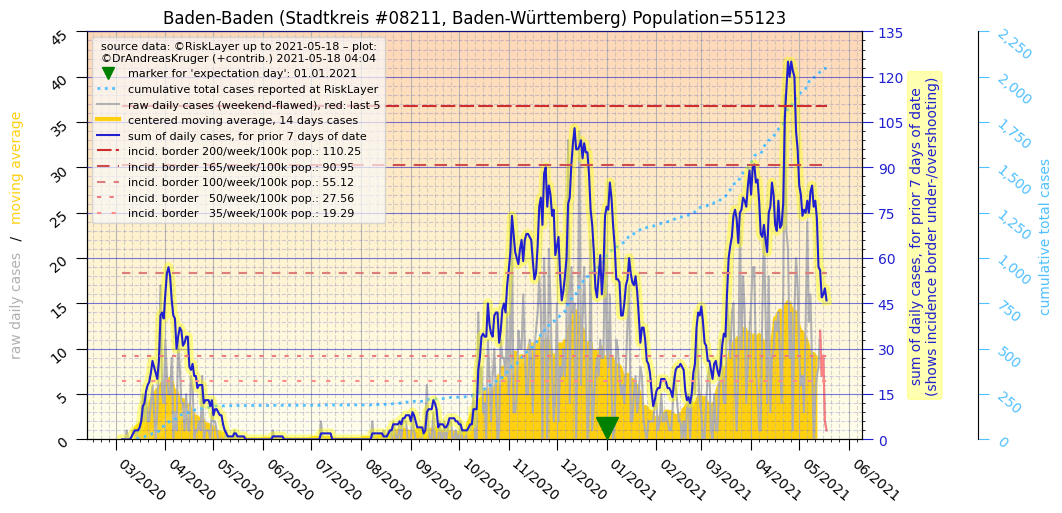 Baden-Baden (Stadtkreis #08211, Baden-Württemberg) Population=55123
source data: ©RiskLayer up to 2021-05-18 – plot:
©DrAndreasKruger (+contrib.) 2021-05-18 04:04
marker for 'expectation day': 01.01.2021
cumulative total cases reported at RiskLayer
raw daily cases (weekend-flawed), red: last 5
centered moving average, 14 days cases
sum of daily cases, for prior 7 days of date
incid. border 200/week/100k pop.: 110.25
incid. border 165/week/100k pop.: 90.95
incid. border 100/week/100k pop.: 55.12
incid. border   50/week/100k pop.: 27.56
incid. border   35/week/100k pop.: 19.29
raw daily cases / moving average
45
40
35
30
25
20
15
10
5
0
135
120
105
90
75
60
45
30
15
0
sum of daily cases, for prior 7 days of date
(shows incidence border under-/overshooting)
2,250
2,000
1,750
1,500
1,250
1,000
750
500
250
0
cumulative total cases
03/2020
04/2020
05/2020
06/2020
07/2020
08/2020
09/2020
10/2020
11/2020
12/2020
01/2021
02/2021
03/2021
04/2021
05/2021
06/2021